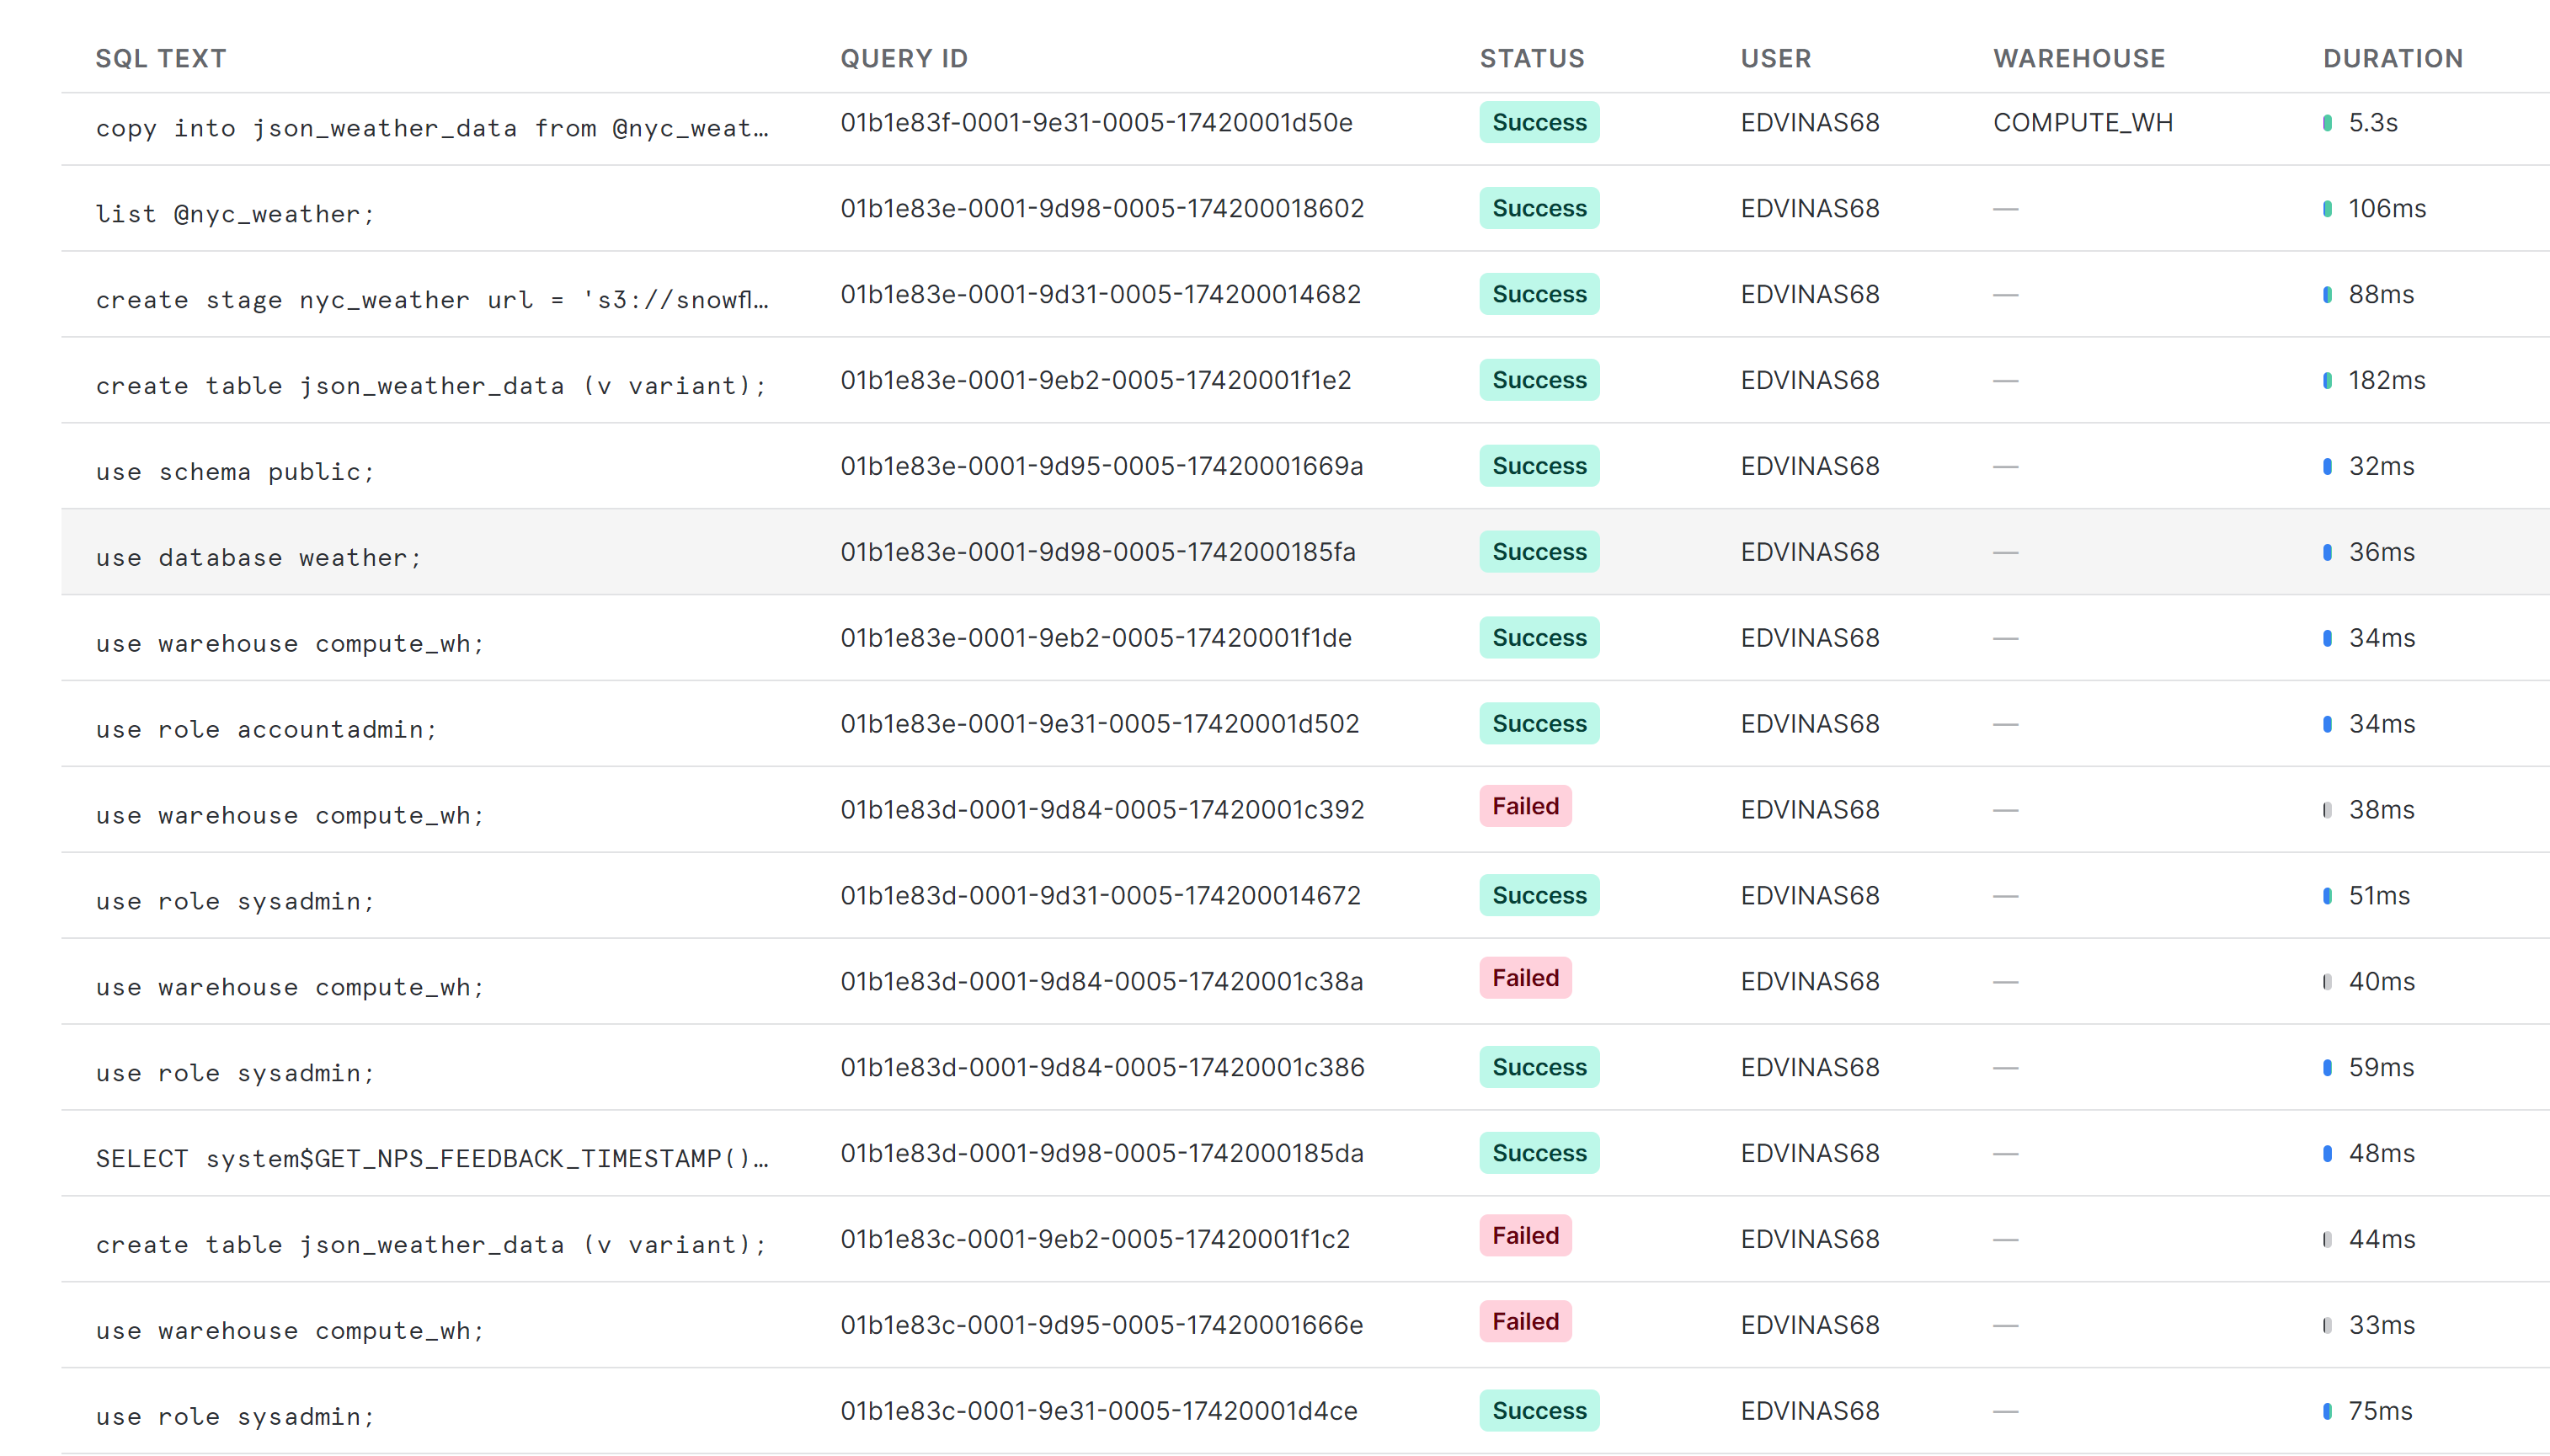 SQL TEXT QUERY ID STATUS USER WAREHOUSE DURATION
copy into json_weather_data from @nyc_weat… 01b1e83f-0001-9e31-0005-17420001d50e Success EDVINAS68 COMPUTE_WH 5.3s
list @nyc_weather; 01b1e83e-0001-9d98-0005-174200018602 Success EDVINAS68 — 106ms
create stage nyc_weather url = 's3://snowfl… 01b1e83e-0001-9d31-0005-174200014682 Success EDVINAS68 — 88ms
create table json_weather_data (v variant); 01b1e83e-0001-9eb2-0005-17420001f1e2 Success EDVINAS68 — 182ms
use schema public; 01b1e83e-0001-9d95-0005-17420001669a Success EDVINAS68 — 32ms
use database weather; 01b1e83e-0001-9d98-0005-1742000185fa Success EDVINAS68 — 36ms
use warehouse compute_wh; 01b1e83e-0001-9eb2-0005-17420001f1de Success EDVINAS68 — 34ms
use role accountadmin; 01b1e83e-0001-9e31-0005-17420001d502 Success EDVINAS68 — 34ms
use warehouse compute_wh; 01b1e83d-0001-9d84-0005-17420001c392 Failed EDVINAS68 — 38ms
use role sysadmin; 01b1e83d-0001-9d31-0005-174200014672 Success EDVINAS68 — 51ms
use warehouse compute_wh; 01b1e83d-0001-9d84-0005-17420001c38a Failed EDVINAS68 — 40ms
use role sysadmin; 01b1e83d-0001-9d84-0005-17420001c386 Success EDVINAS68 — 59ms
SELECT system$GET_NPS_FEEDBACK_TIMESTAMP()… 01b1e83d-0001-9d98-0005-1742000185da Success EDVINAS68 — 48ms
create table json_weather_data (v variant); 01b1e83c-0001-9eb2-0005-17420001f1c2 Failed EDVINAS68 — 44ms
use warehouse compute_wh; 01b1e83c-0001-9d95-0005-17420001666e Failed EDVINAS68 — 33ms
use role sysadmin; 01b1e83c-0001-9e31-0005-17420001d4ce Success EDVINAS68 — 75ms